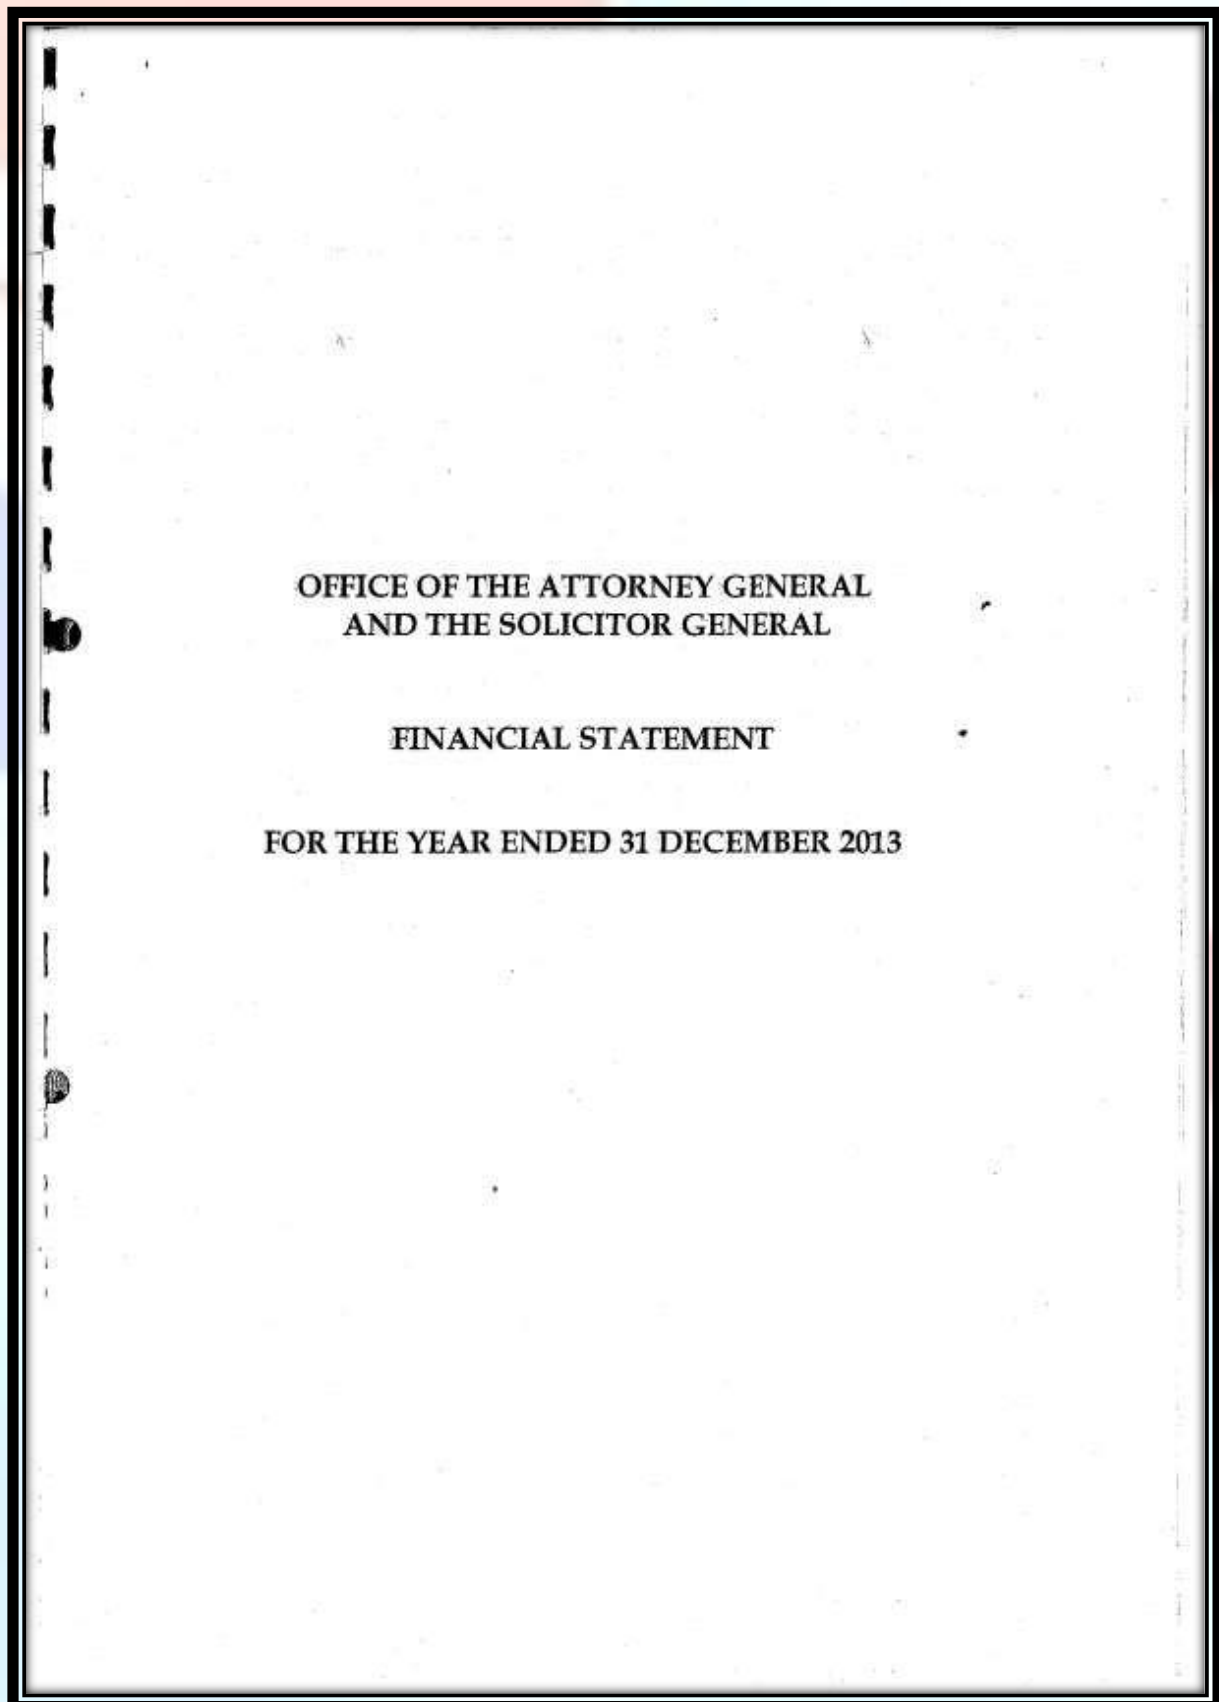 OFFICE OF THE ATTORNEY GENERAL
AND THE SOLICITOR GENERAL
FINANCIAL STATEMENT
FOR THE YEAR ENDED 31 DECEMBER 2013